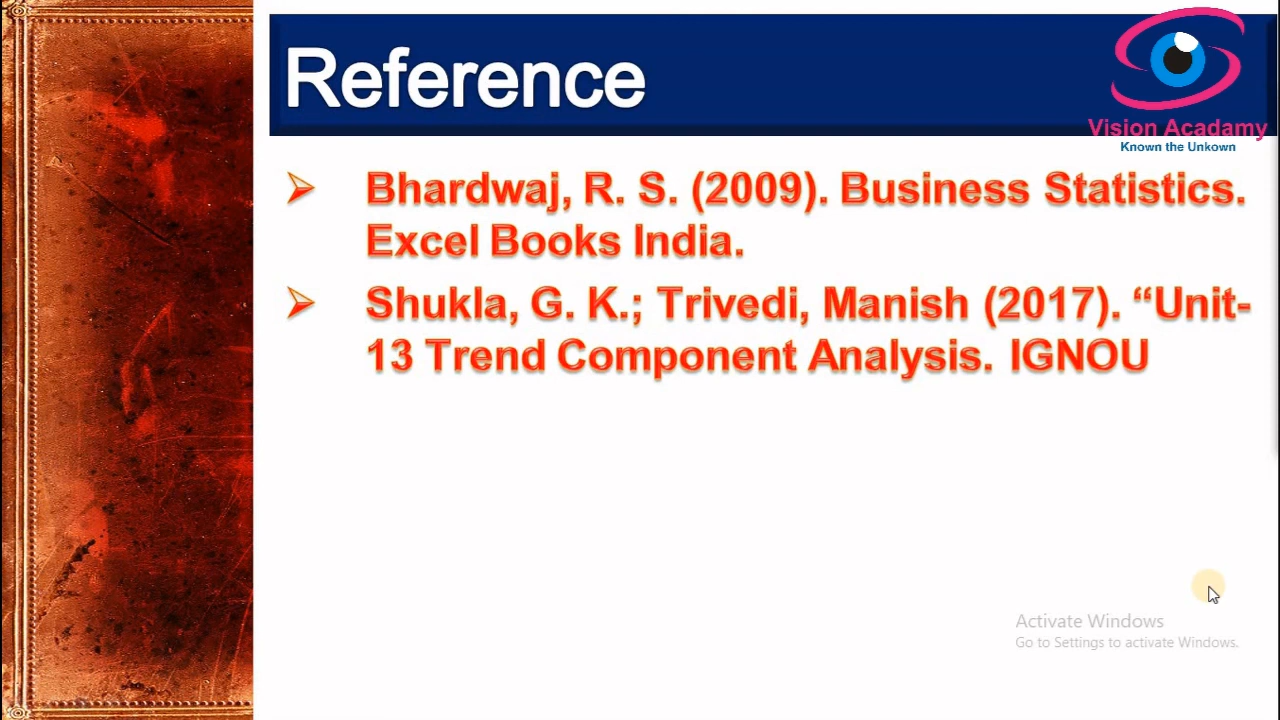 Reference
Vision Acadamy
Known the Unkown
Bhardwaj, R. S. (2009). Business Statistics.
Excel Books India.
Shukla, G. K.; Trivedi, Manish (2017). “Unit-
13 Trend Component Analysis. IGNOU
Activate Windows
Go to Settings to activate Windows.